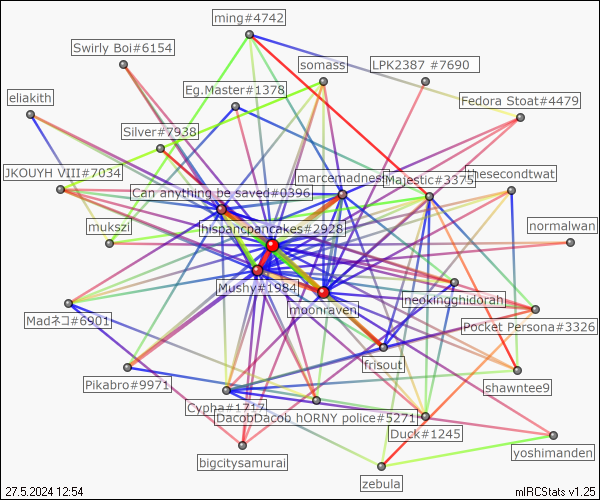 ming#4742
Swirly Boi#6154
somass
LPK2387 #7690
Eg.Master#1378
eliakith
Fedora Stoat#4479
Silver#7938
JKOUYH VIII#7034
marcemadness
Majestic#3375
thesecondtwat
Can anything be saved#0396
hispancpancakes#2928
normalwan
mukszi
Mushy#1984
moonraven
neokingghidorah
Madネコ#6901
Pocket Persona#3326
frisout
Pikabro#9971
shawntee9
Cypha#1717
DacobDacob hORNY police#5271
Duck#1245
yoshimanden
bigcitysamurai
zebula
27.5.2024 12:54
mIRCStats v1.25